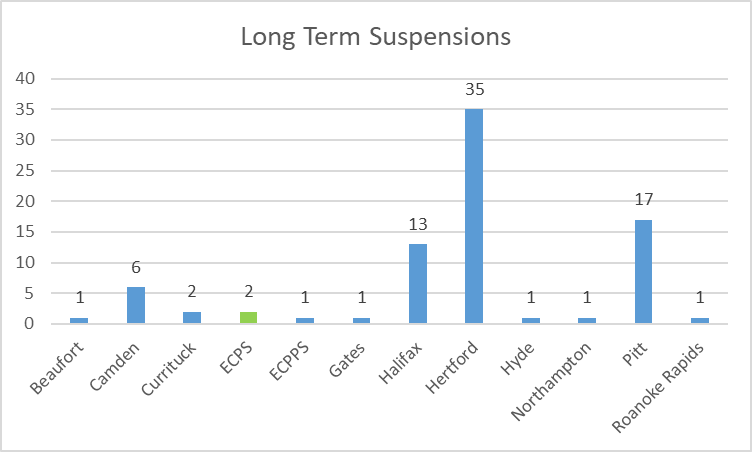 Long Term Suspensions
40
35
30
25
20
15
10
5
0
1
6
2
2
1
1
13
35
1
1
17
1
Beaufort
Camden
Currituck
ECPS
ECPPS
Gates
Halifax
Hertford
Hyde
Northampton
Pitt
Roanoke Rapids